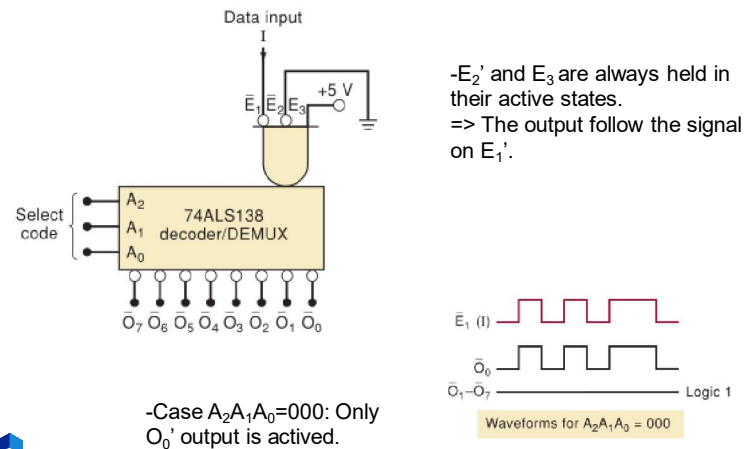 Data input
I
Ē₁ Ē₂ E₃
+5 V
-E₂’ and E₃ are always held in
their active states.
=> The output follow the signal
on E₁’.
Select
code
A₂
A₁
A₀
74ALS138
decoder/DEMUX
Ō₇ Ō₆ Ō₅ Ō₄ Ō₃ Ō₂ Ō₁ Ō₀
Ē₁ (I)
Ō₀
Ō₁–Ō₇
Logic 1
Waveforms for A₂A₁A₀ = 000
-Case A₂A₁A₀=000: Only
O₀’ output is actived.